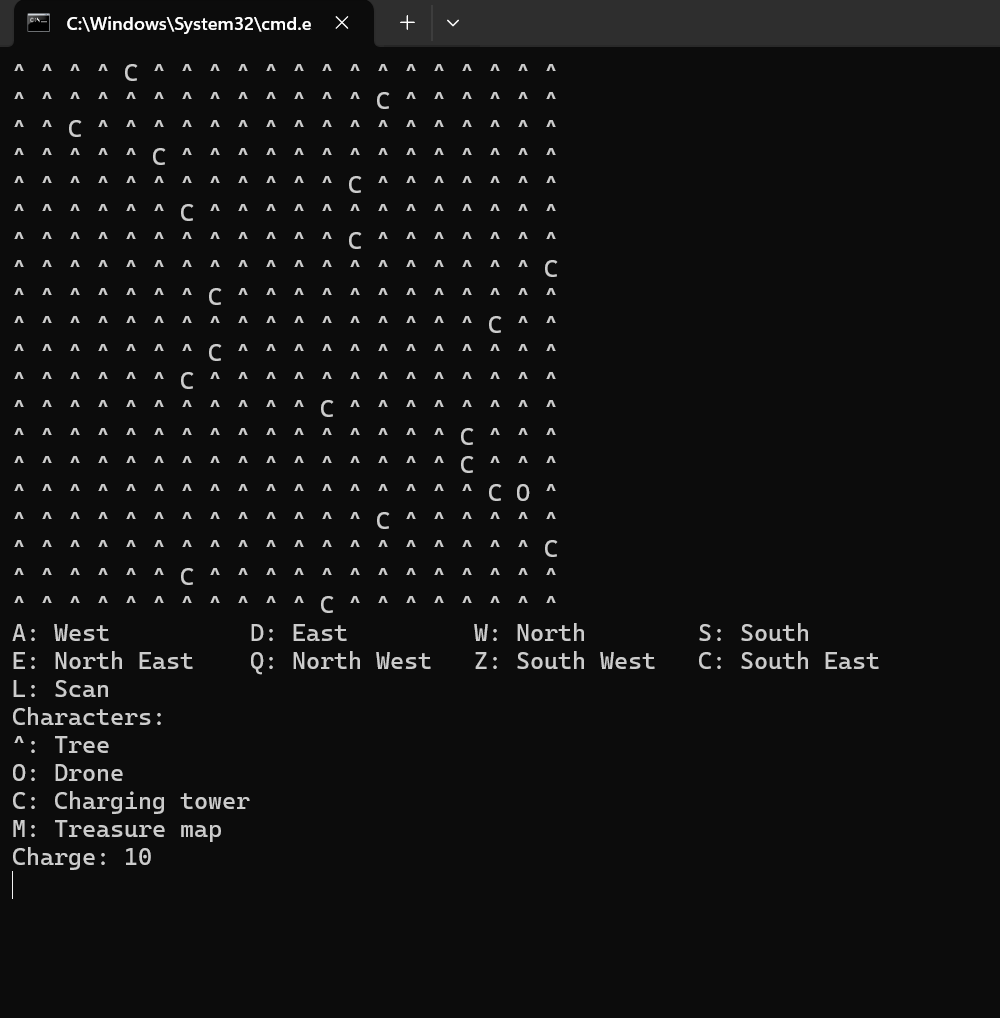 C:\Windows\System32\cmd.e
^ ^ ^ ^ C ^ ^ ^ ^ ^ ^ ^ ^ ^ ^ ^ ^ ^ ^ ^
^ ^ ^ ^ ^ ^ ^ ^ ^ ^ ^ ^ ^ C ^ ^ ^ ^ ^ ^
^ ^ C ^ ^ ^ ^ ^ ^ ^ ^ ^ ^ ^ ^ ^ ^ ^ ^ ^
^ ^ ^ ^ ^ C ^ ^ ^ ^ ^ ^ ^ ^ ^ ^ ^ ^ ^ ^
^ ^ ^ ^ ^ ^ ^ ^ ^ ^ ^ ^ C ^ ^ ^ ^ ^ ^ ^
^ ^ ^ ^ ^ ^ C ^ ^ ^ ^ ^ ^ ^ ^ ^ ^ ^ ^ ^
^ ^ ^ ^ ^ ^ ^ ^ ^ ^ ^ ^ C ^ ^ ^ ^ ^ ^ ^
^ ^ ^ ^ ^ ^ ^ ^ ^ ^ ^ ^ ^ ^ ^ ^ ^ ^ ^ C
^ ^ ^ ^ ^ ^ ^ C ^ ^ ^ ^ ^ ^ ^ ^ ^ ^ ^ ^
^ ^ ^ ^ ^ ^ ^ ^ ^ ^ ^ ^ ^ ^ ^ ^ ^ C ^ ^
^ ^ ^ ^ ^ ^ ^ C ^ ^ ^ ^ ^ ^ ^ ^ ^ ^ ^ ^
^ ^ ^ ^ ^ ^ C ^ ^ ^ ^ ^ ^ ^ ^ ^ ^ ^ ^ ^
^ ^ ^ ^ ^ ^ ^ ^ ^ ^ ^ C ^ ^ ^ ^ ^ ^ ^ ^
^ ^ ^ ^ ^ ^ ^ ^ ^ ^ ^ ^ ^ ^ ^ ^ C ^ ^ ^
^ ^ ^ ^ ^ ^ ^ ^ ^ ^ ^ ^ ^ ^ ^ ^ C ^ ^ ^
^ ^ ^ ^ ^ ^ ^ ^ ^ ^ ^ ^ ^ ^ ^ ^ ^ C O ^
^ ^ ^ ^ ^ ^ ^ ^ ^ ^ ^ ^ ^ C ^ ^ ^ ^ ^ ^
^ ^ ^ ^ ^ ^ ^ ^ ^ ^ ^ ^ ^ ^ ^ ^ ^ ^ ^ C
^ ^ ^ ^ ^ ^ C ^ ^ ^ ^ ^ ^ ^ ^ ^ ^ ^ ^ ^
^ ^ ^ ^ ^ ^ ^ ^ ^ ^ ^ C ^ ^ ^ ^ ^ ^ ^ ^
A: West D: East W: North S: South
E: North East Q: North West Z: South West C: South East
L: Scan
Characters:
^: Tree
O: Drone
C: Charging tower
M: Treasure map
Charge: 10